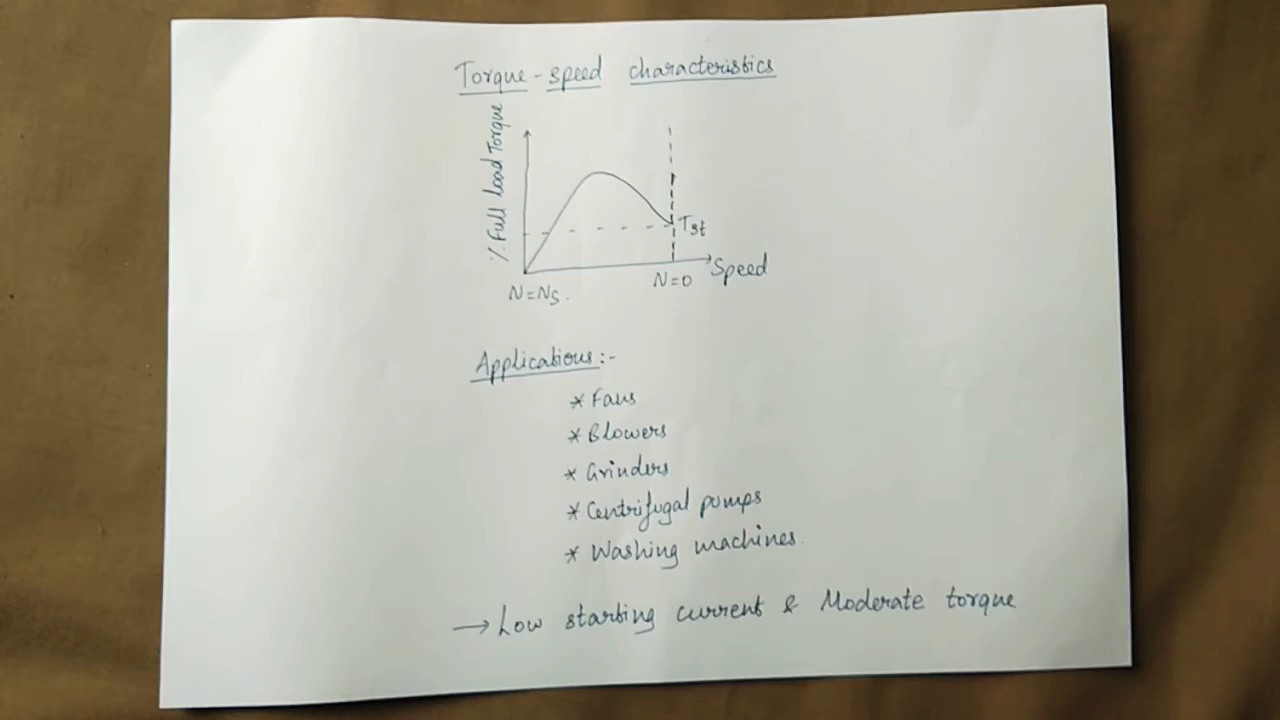 Torque - speed characteristics
% Full load Torque
Tst
Speed
N=0
N=NS.
Applications:-
* Fans
* Blowers
* Grinders
* Centrifugal pumps
* Washing machines.
→ Low starting current & Moderate torque